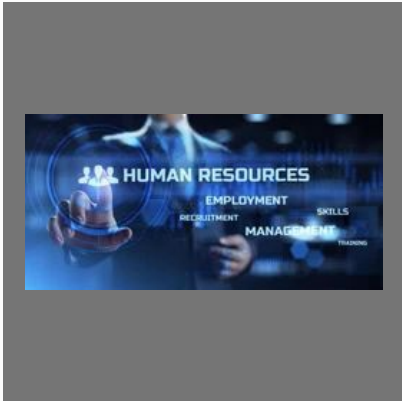 HUMAN RESOURCES
EMPLOYMENT
SKILLS
RECRUITMENT
MANAGEMENT
TRAINING